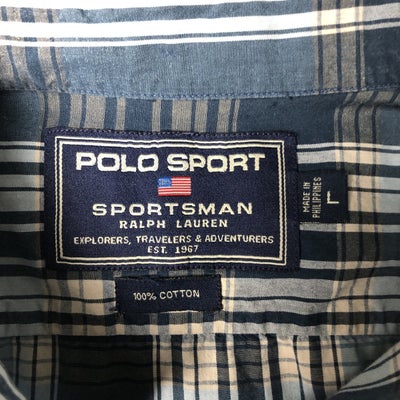 POLO SPORT
SPORTSMAN
RALPH LAUREN
EXPLORERS, TRAVELERS & ADVENTURERS
EST. 1967
100% COTTON
MADE IN
PHILIPPINES
L